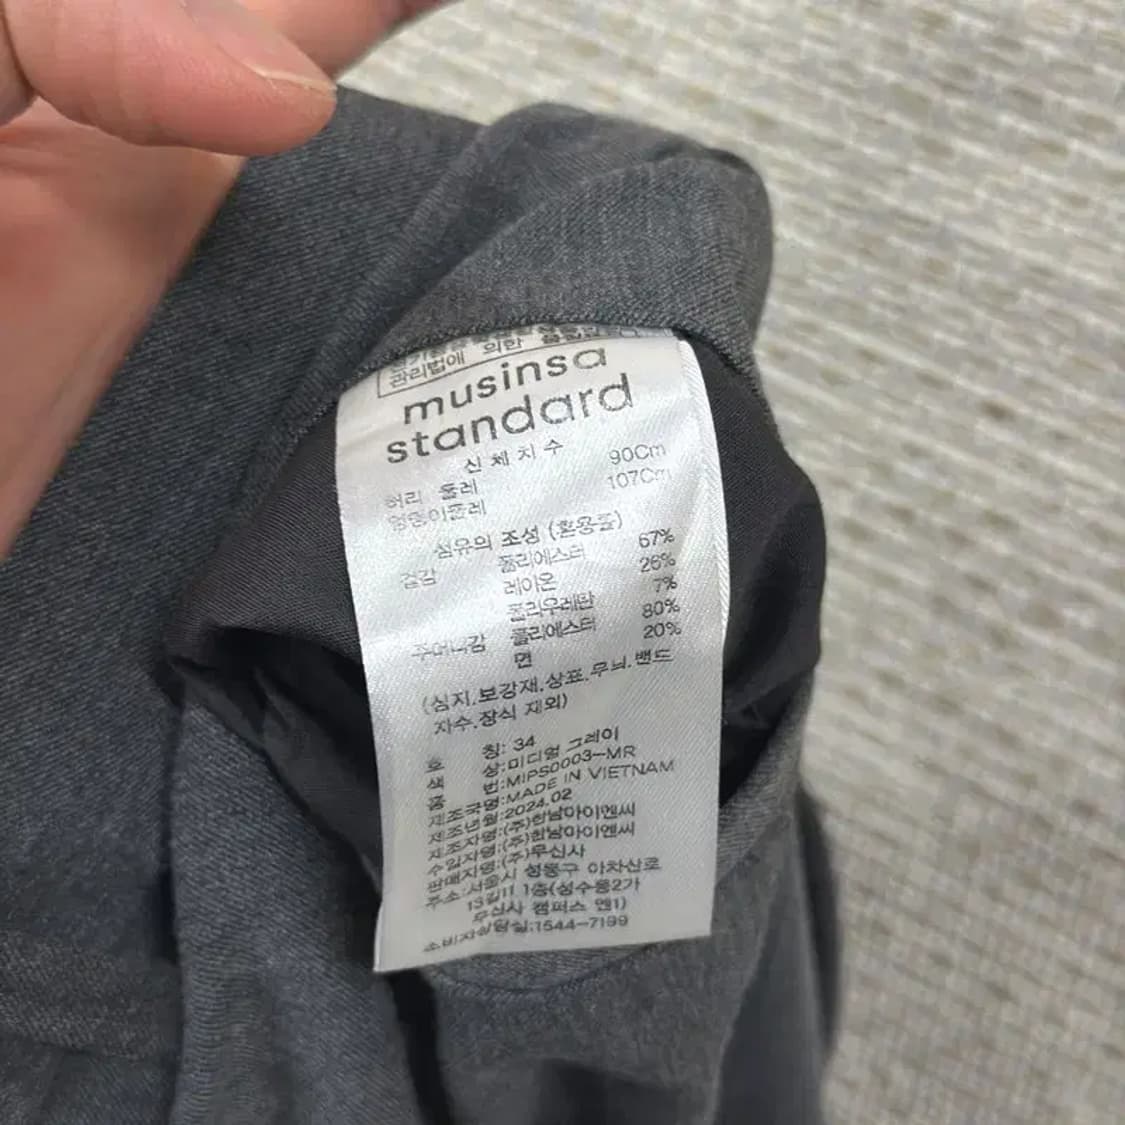 관리법에 의한
musinsa
standard
신체치수
허리 둘레 90Cm
엉덩이둘레 107Cm
섬유의 조성 (혼용률)
겉감 폴리에스터 67%
레이온 26%
폴리우레탄 7%
주머니감 폴리에스터 80%
면 20%
(심지,보강재,상표,무늬,밴드
자수,장식 제외)
호 칭: 34
색 상:미디엄 그레이
품 번:MIPS0003-MR
제조국명:MADE IN VIETNAM
제조년월:2024.02
제조자명:(주)한남아이엔씨
수입자명:(주)한남아이엔씨
판매자명:(주)무신사
주소:서울시 성동구 아차산로
13길11 1층(성수동2가
무신사 캠퍼스 엔1)
소비자상담실:1544-7199